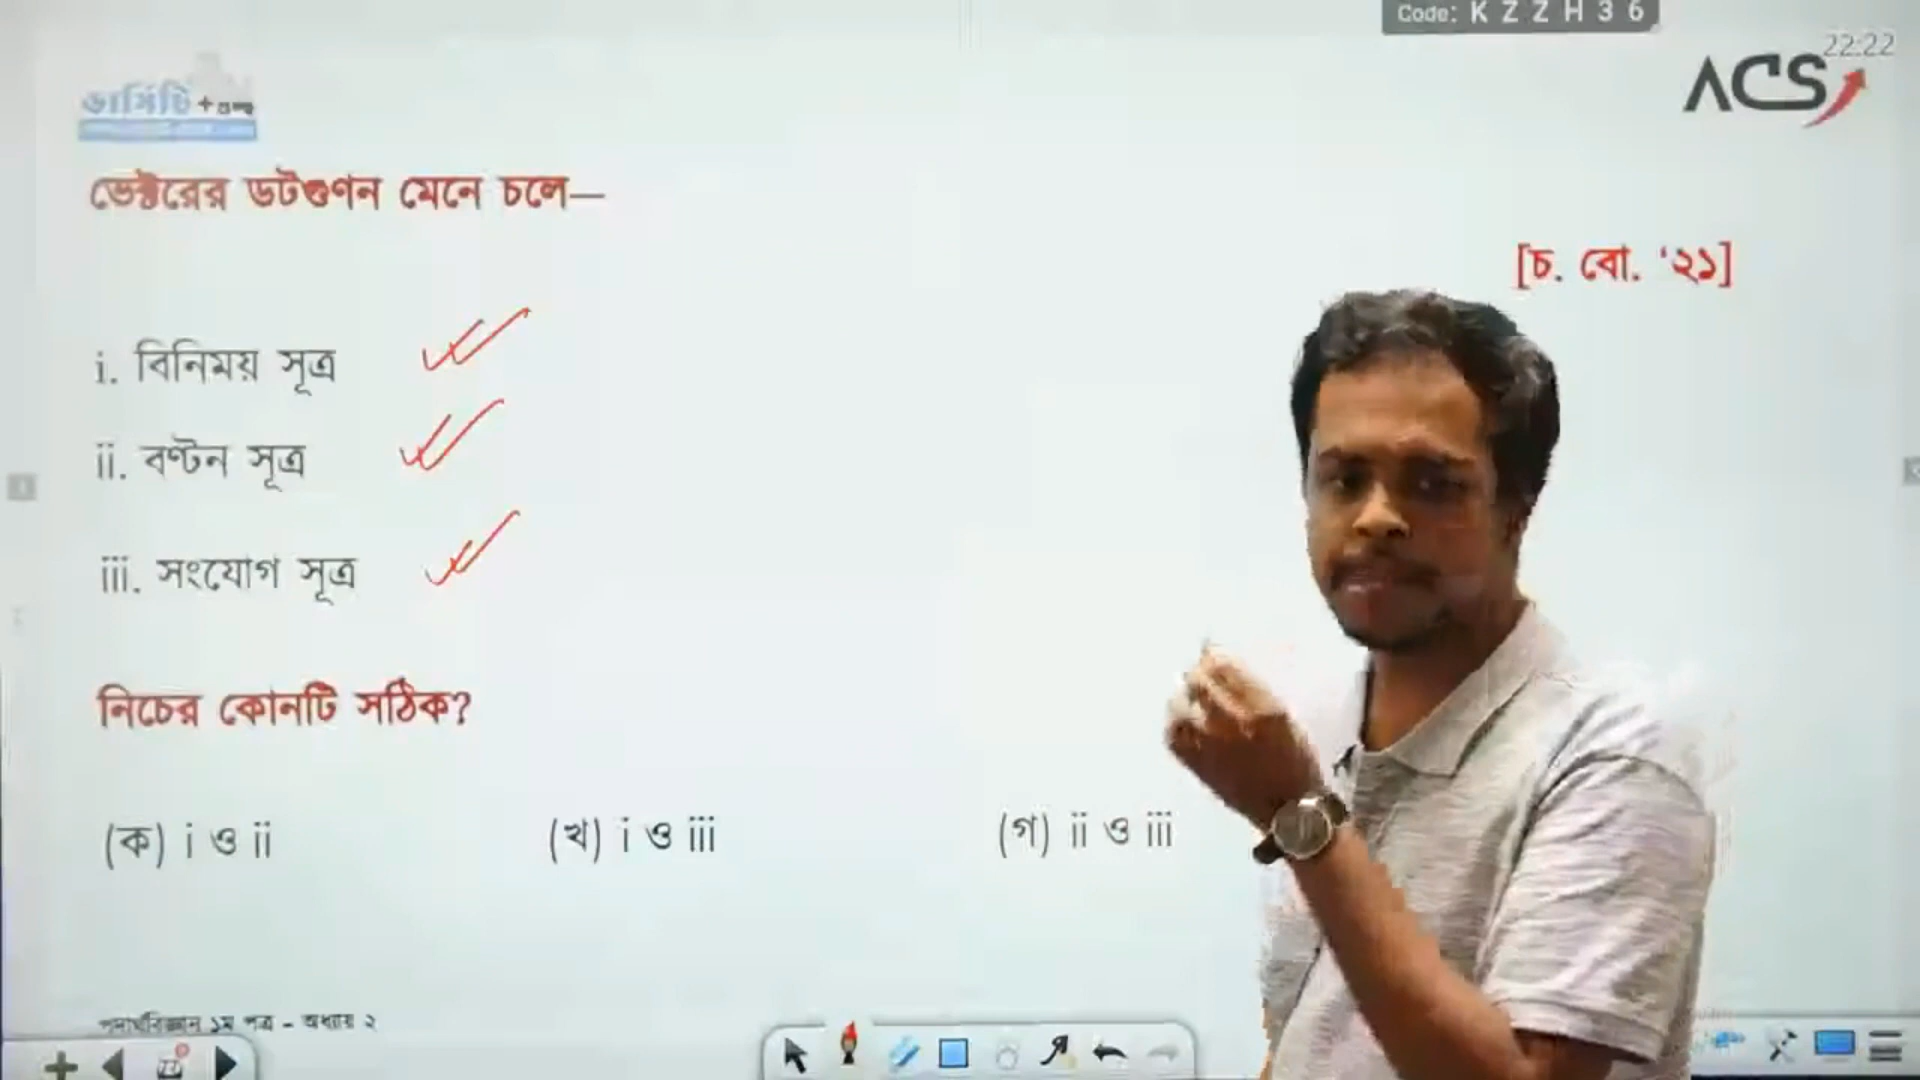 Code: K Z Z H 3 6
22:22
ACS
ভার্সিটি +
ভেক্টরের ডটগুণন মেনে চলে—
[চ. বো. ‘২১]
i. বিনিময় সূত্র
ii. বণ্টন সূত্র
iii. সংযোগ সূত্র
নিচের কোনটি সঠিক?
(ক) i ও ii (খ) i ও iii (গ) ii ও iii
পদার্থবিজ্ঞান ১ম পত্র – অধ্যায় ২